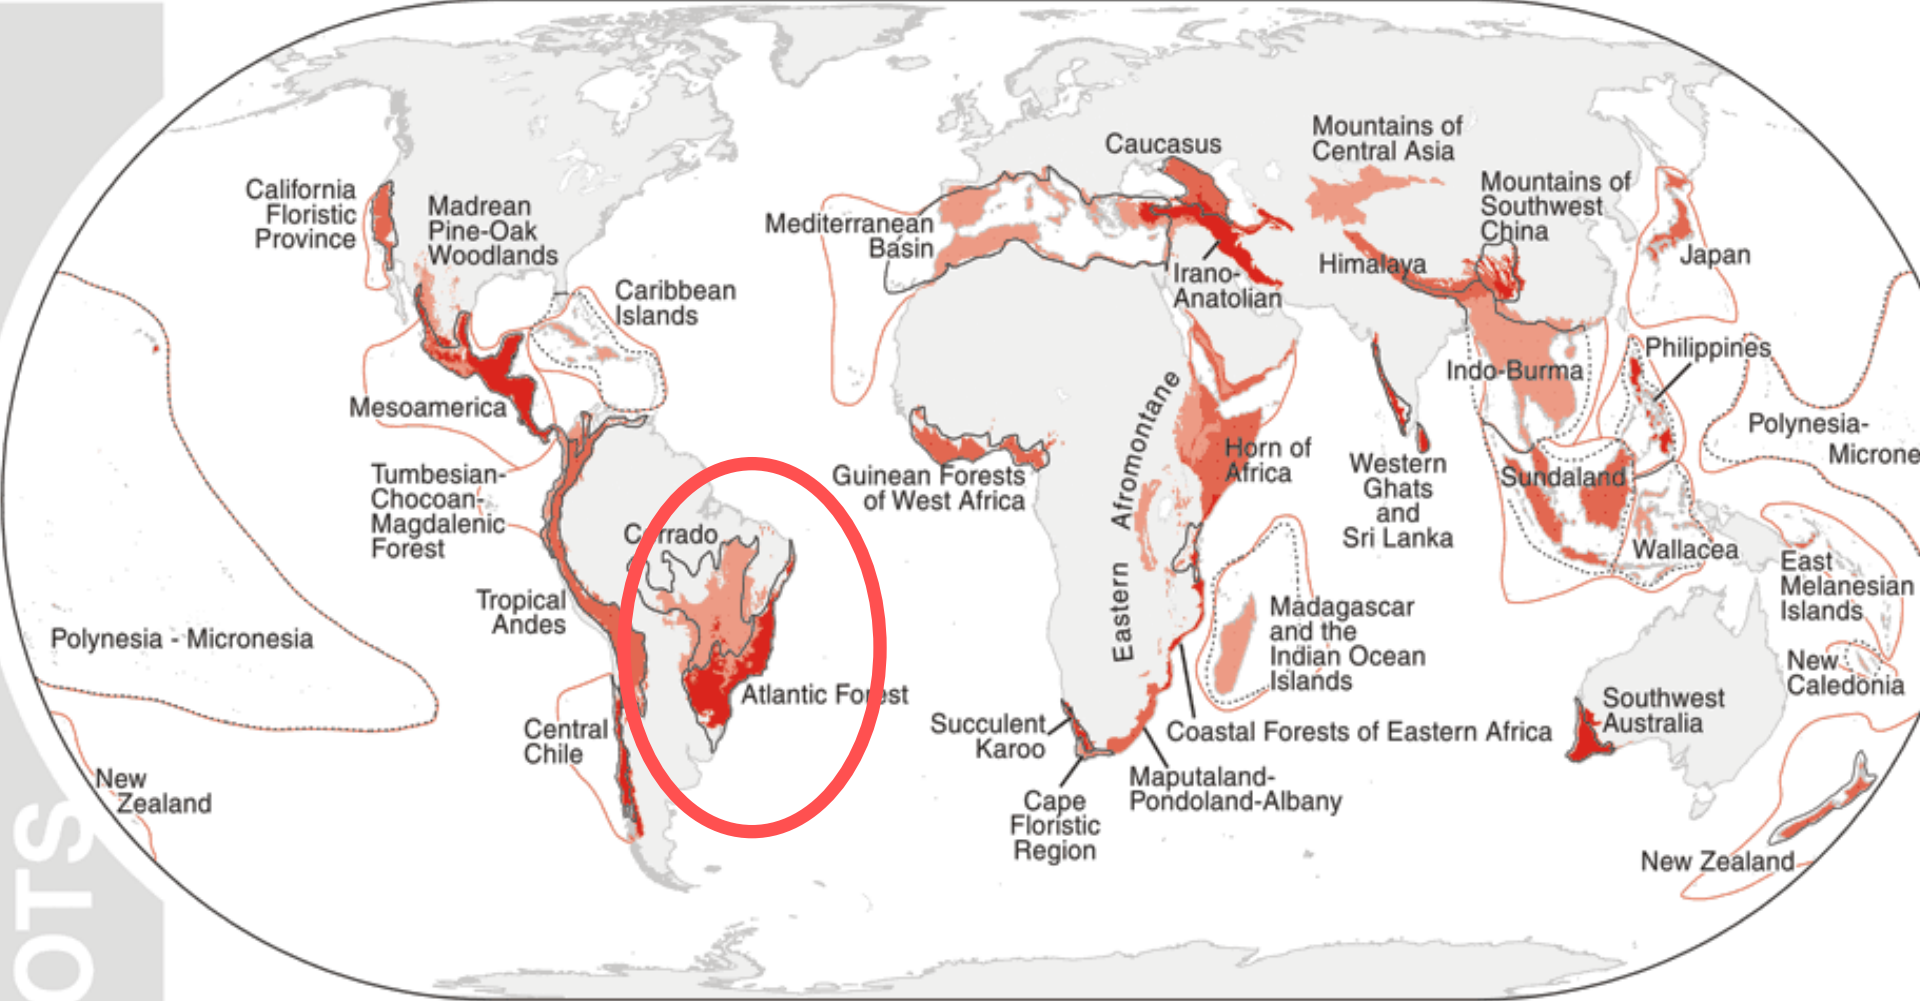 California
Floristic
Province
Madrean
Pine-Oak
Woodlands
Caribbean
Islands
Mesoamerica
Tumbesian-
Chocoan-
Magdalenic
Forest
Cerrado
Tropical
Andes
Atlantic Forest
Central
Chile
Polynesia - Micronesia
New
Zealand
Mediterranean
Basin
Caucasus
Irano-
Anatolian
Mountains of
Central Asia
Mountains of
Southwest
China
Himalaya
Japan
Philippines
Indo-Burma
Polynesia-
Microne
Guinean Forests
of West Africa
Eastern Afromontane
Horn of
Africa
Western
Ghats
and
Sri Lanka
Sundaland
Wallacea
East
Melanesian
Islands
Madagascar
and the
Indian Ocean
Islands
New
Caledonia
Southwest
Australia
Succulent
Karoo
Coastal Forests of Eastern Africa
Maputaland-
Pondoland-Albany
Cape
Floristic
Region
New Zealand
OTS